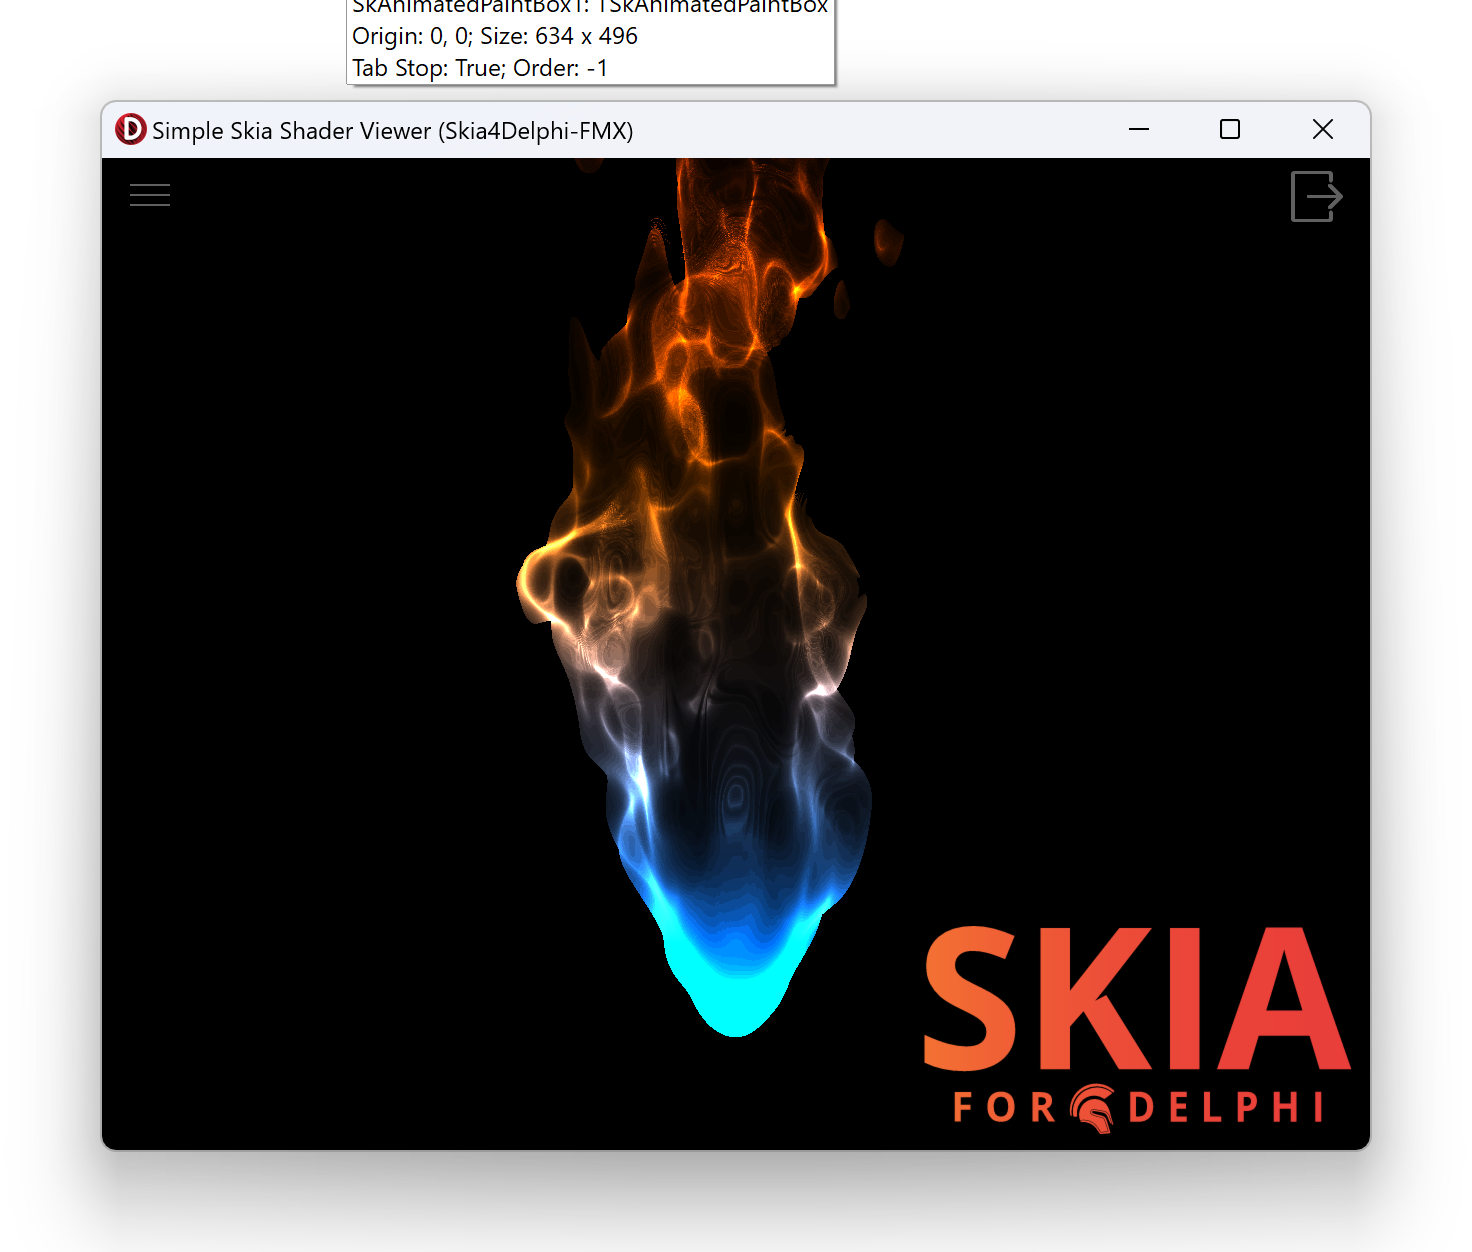 SkAnimatedPaintBox1: TSkAnimatedPaintBox
Origin: 0, 0; Size: 634 x 496
Tab Stop: True; Order: -1
Simple Skia Shader Viewer (Skia4Delphi-FMX)
SKIA
FOR DELPHI